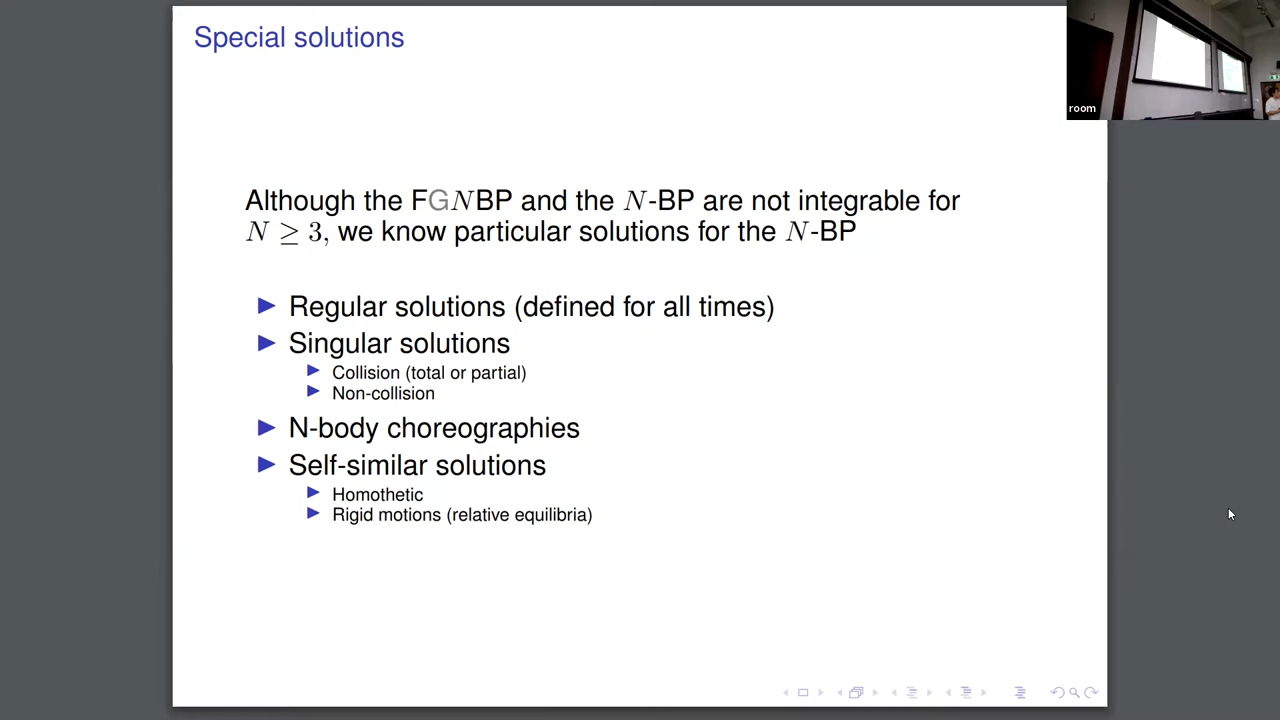 Special solutions
room
Although the FGNBP and the N-BP are not integrable for
N ≥ 3, we know particular solutions for the N-BP
▶ Regular solutions (defined for all times)
▶ Singular solutions
▶ Collision (total or partial)
▶ Non-collision
▶ N-body choreographies
▶ Self-similar solutions
▶ Homothetic
▶ Rigid motions (relative equilibria)